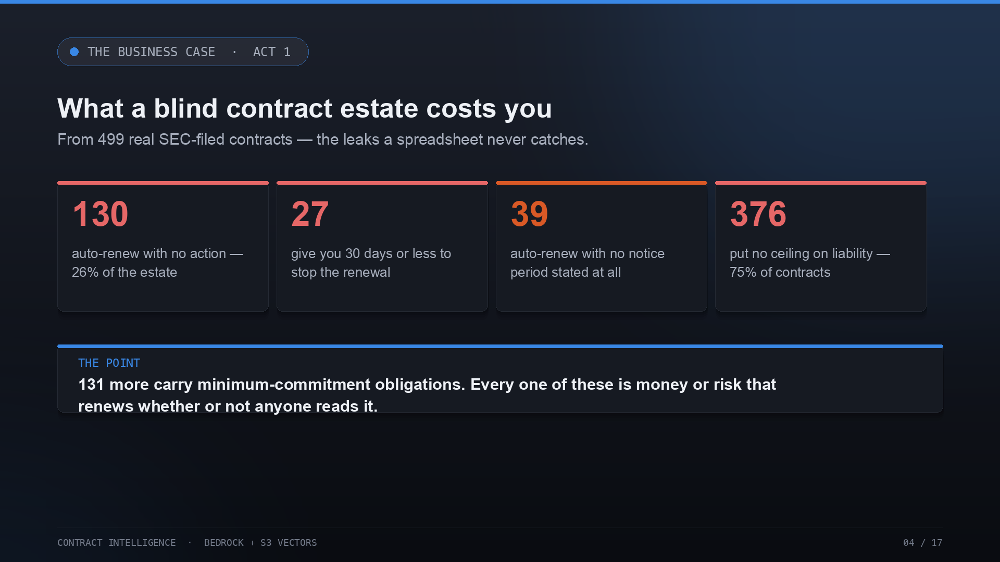 THE BUSINESS CASE · ACT 1
What a blind contract estate costs you
From 499 real SEC-filed contracts — the leaks a spreadsheet never catches.
130
auto-renew with no action —
26% of the estate
27
give you 30 days or less to
stop the renewal
39
auto-renew with no notice
period stated at all
376
put no ceiling on liability —
75% of contracts
THE POINT
131 more carry minimum-commitment obligations. Every one of these is money or risk that
renews whether or not anyone reads it.
CONTRACT INTELLIGENCE · BEDROCK + S3 VECTORS
04 / 17